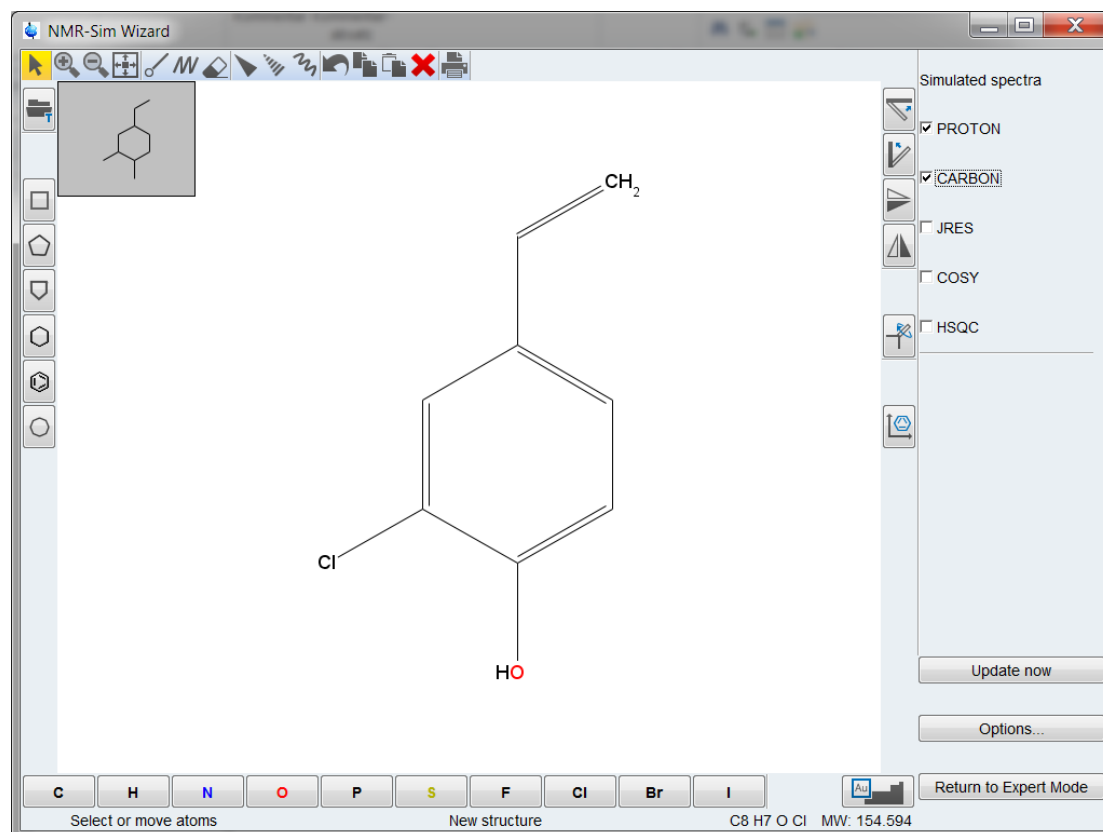 NMR-Sim Wizard
T
Simulated spectra
PROTON
CARBON
JRES
COSY
HSQC
CH2
Cl
HO
Update now
Options...
Return to Expert Mode
C H N O P S F Cl Br I Au
Select or move atoms New structure C8 H7 O Cl MW: 154.594